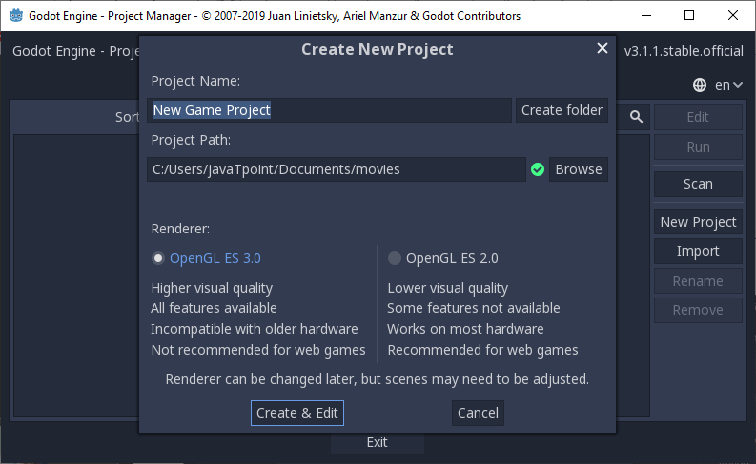 Godot Engine - Project Manager - © 2007-2019 Juan Linietsky, Ariel Manzur & Godot Contributors
Godot Engine - Proje
Create New Project
v3.1.1.stable.official
en
Project Name:
New Game Project
Create folder
Sort
Edit
Project Path:
Run
C:/Users/JavaTpoint/Documents/movies
Browse
Scan
New Project
Renderer:
Import
OpenGL ES 3.0
OpenGL ES 2.0
Rename
Higher visual quality
Lower visual quality
All features available
Some features not available
Remove
Incompatible with older hardware
Works on most hardware
Not recommended for web games
Recommended for web games
Renderer can be changed later, but scenes may need to be adjusted.
Create & Edit
Cancel
Exit